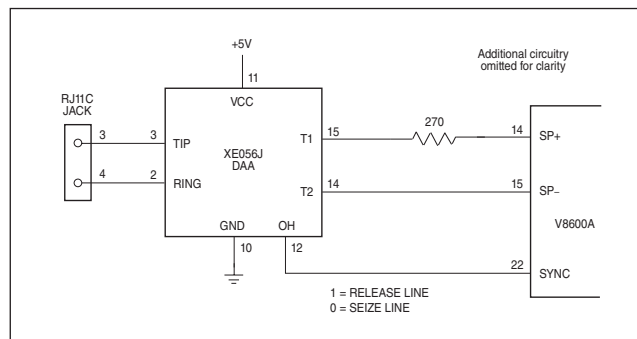 +5V
Additional circuitry
omitted for clarity
11
RJ11C
JACK
VCC
270
3
3
TIP
T1
15
14
SP+
XE056J
DAA
4
2
RING
T2
14
15
SP–
V8600A
GND
OH
10
12
22
SYNC
1 = RELEASE LINE
0 = SEIZE LINE